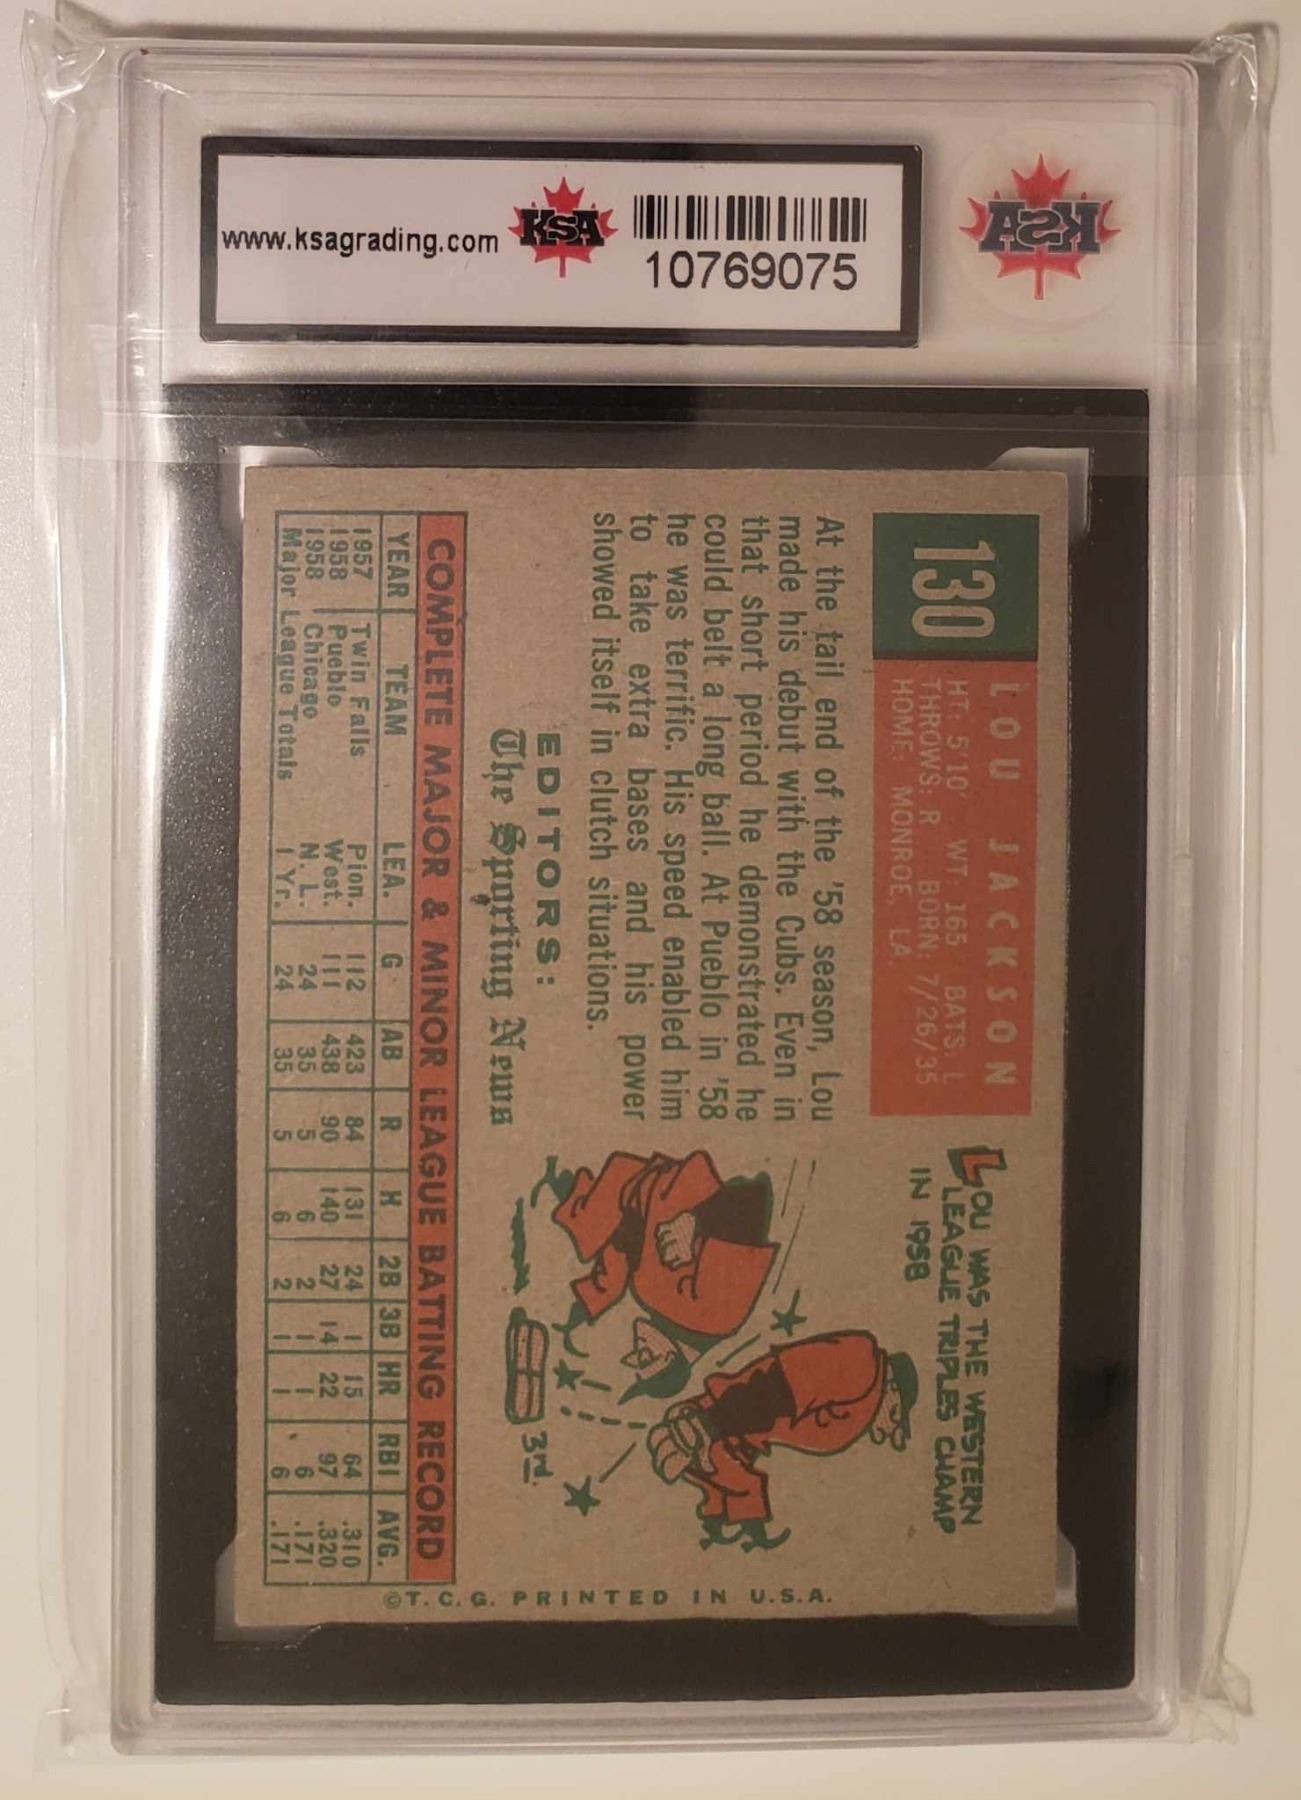 www.ksagrading.com
KSA
10769075
KSA
130
LOU JACKSON
HT: 5'10" WT: 165 BATS: L
THROWS: R BORN: 7/26/35
HOME: MONROE, LA.
At the tail end of the '58 season, Lou
made his debut with the Cubs. Even in
that short period he demonstrated he
could belt a long ball. At Pueblo in '58
he was terrific. His speed enabled him
to take extra bases and his power
showed itself in clutch situations.
EDITORS:
The Sporting News
LOU WAS THE WESTERN
LEAGUE TRIPLES CHAMP
IN 1958
3rd.
COMPLETE MAJOR & MINOR LEAGUE BATTING RECORD
YEAR TEAM LEA. G AB R H 2B 3B HR RBI AVG.
1957 Twin Falls Pion. 112 423 84 131 24 1 15 64 .310
1958 Pueblo West. 111 438 90 140 27 14 22 97 .320
1958 Chicago N. L. 24 35 5 6 2 1 1 6 .171
Major League Totals 1 Yr. 24 35 5 6 2 1 1 6 .171
©T. C. G. PRINTED IN U.S.A.